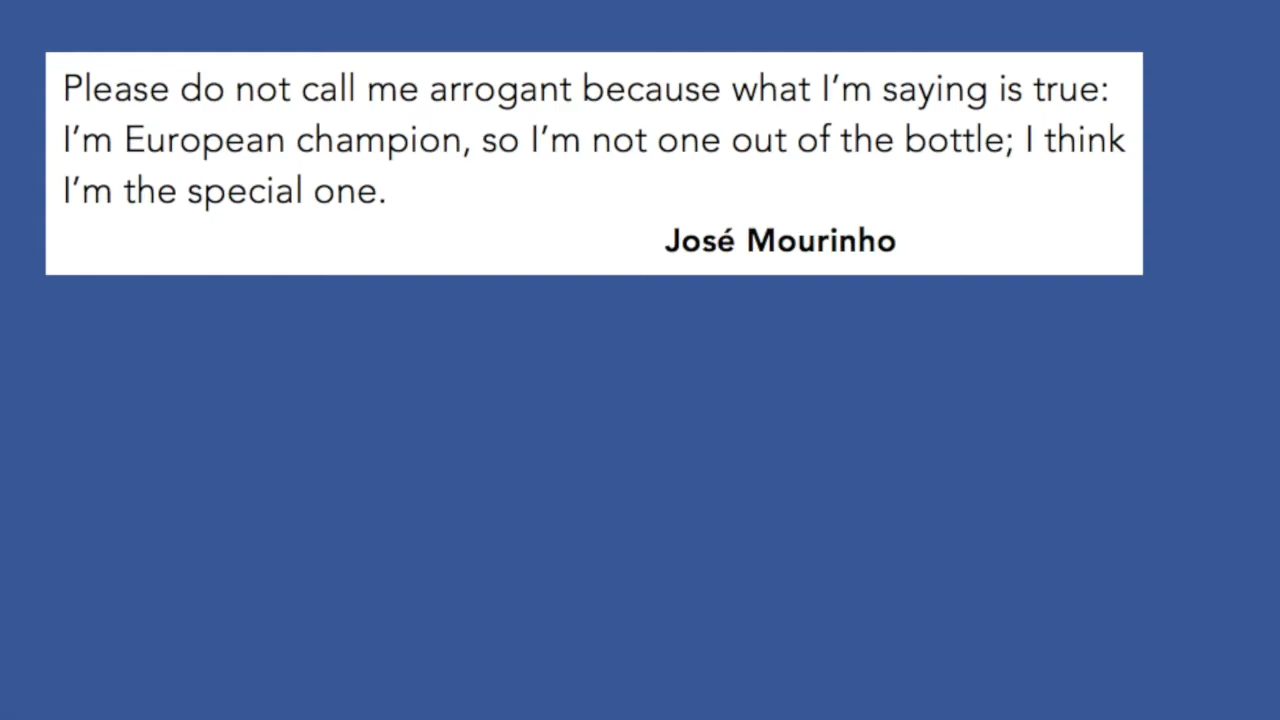 Please do not call me arrogant because what I’m saying is true:
I’m European champion, so I’m not one out of the bottle; I think
I’m the special one.
José Mourinho